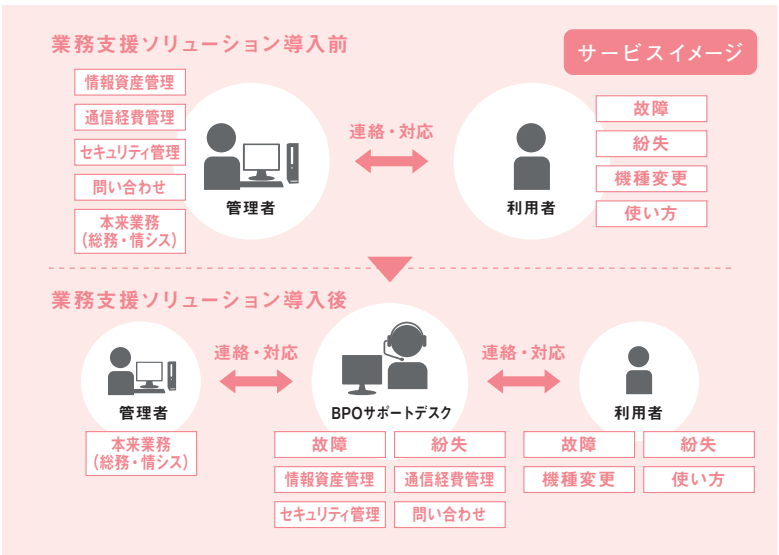 業務支援ソリューション導入前
サービスイメージ
情報資産管理
通信経費管理
セキュリティ管理
問い合わせ
本来業務
(総務・情シス)
管理者
連絡・対応
利用者
故障
紛失
機種変更
使い方
業務支援ソリューション導入後
管理者
本来業務
(総務・情シス)
連絡・対応
BPOサポートデスク
故障
紛失
情報資産管理
通信経費管理
セキュリティ管理
問い合わせ
連絡・対応
利用者
故障
紛失
機種変更
使い方